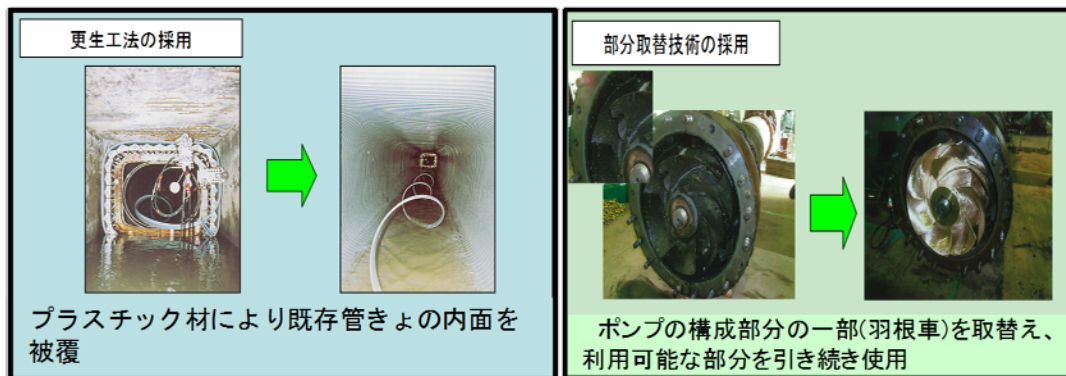 更生工法の採用
プラスチック材により既存管きょの内面を
被覆
部分取替技術の採用
ポンプの構成部分の一部(羽根車)を取替え、
利用可能な部分を引き続き使用